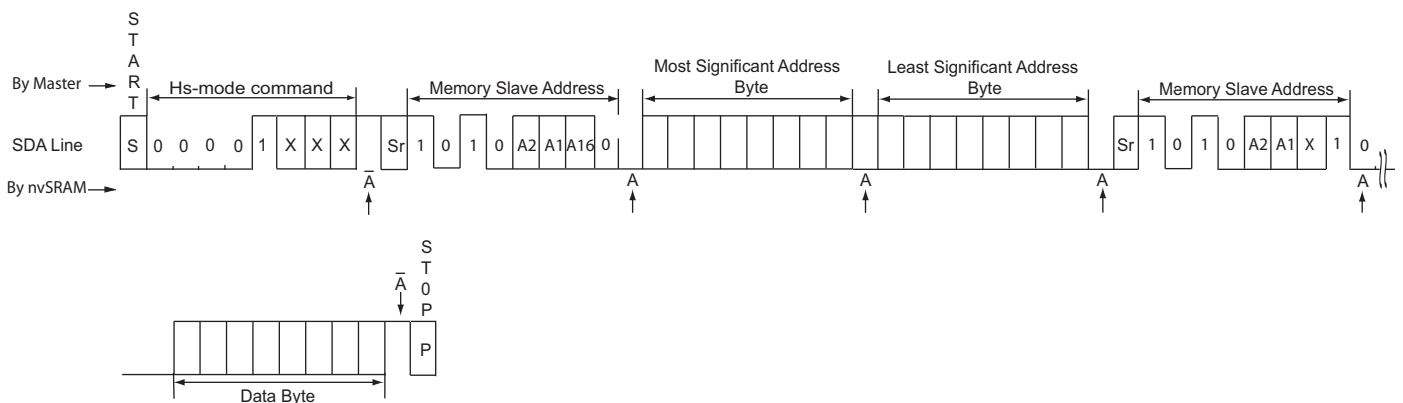 START
By Master
Hs-mode command
Memory Slave Address
Most Significant Address
Byte
Least Significant Address
Byte
Memory Slave Address
SDA Line
S 0 0 0 0 1 X X X Sr 1 0 1 0 A2 A1 A16 0 Sr 1 0 1 0 A2 A1 X 1 0
By nvSRAM
A̅ A A A A
ST0P
A̅
P
Data Byte